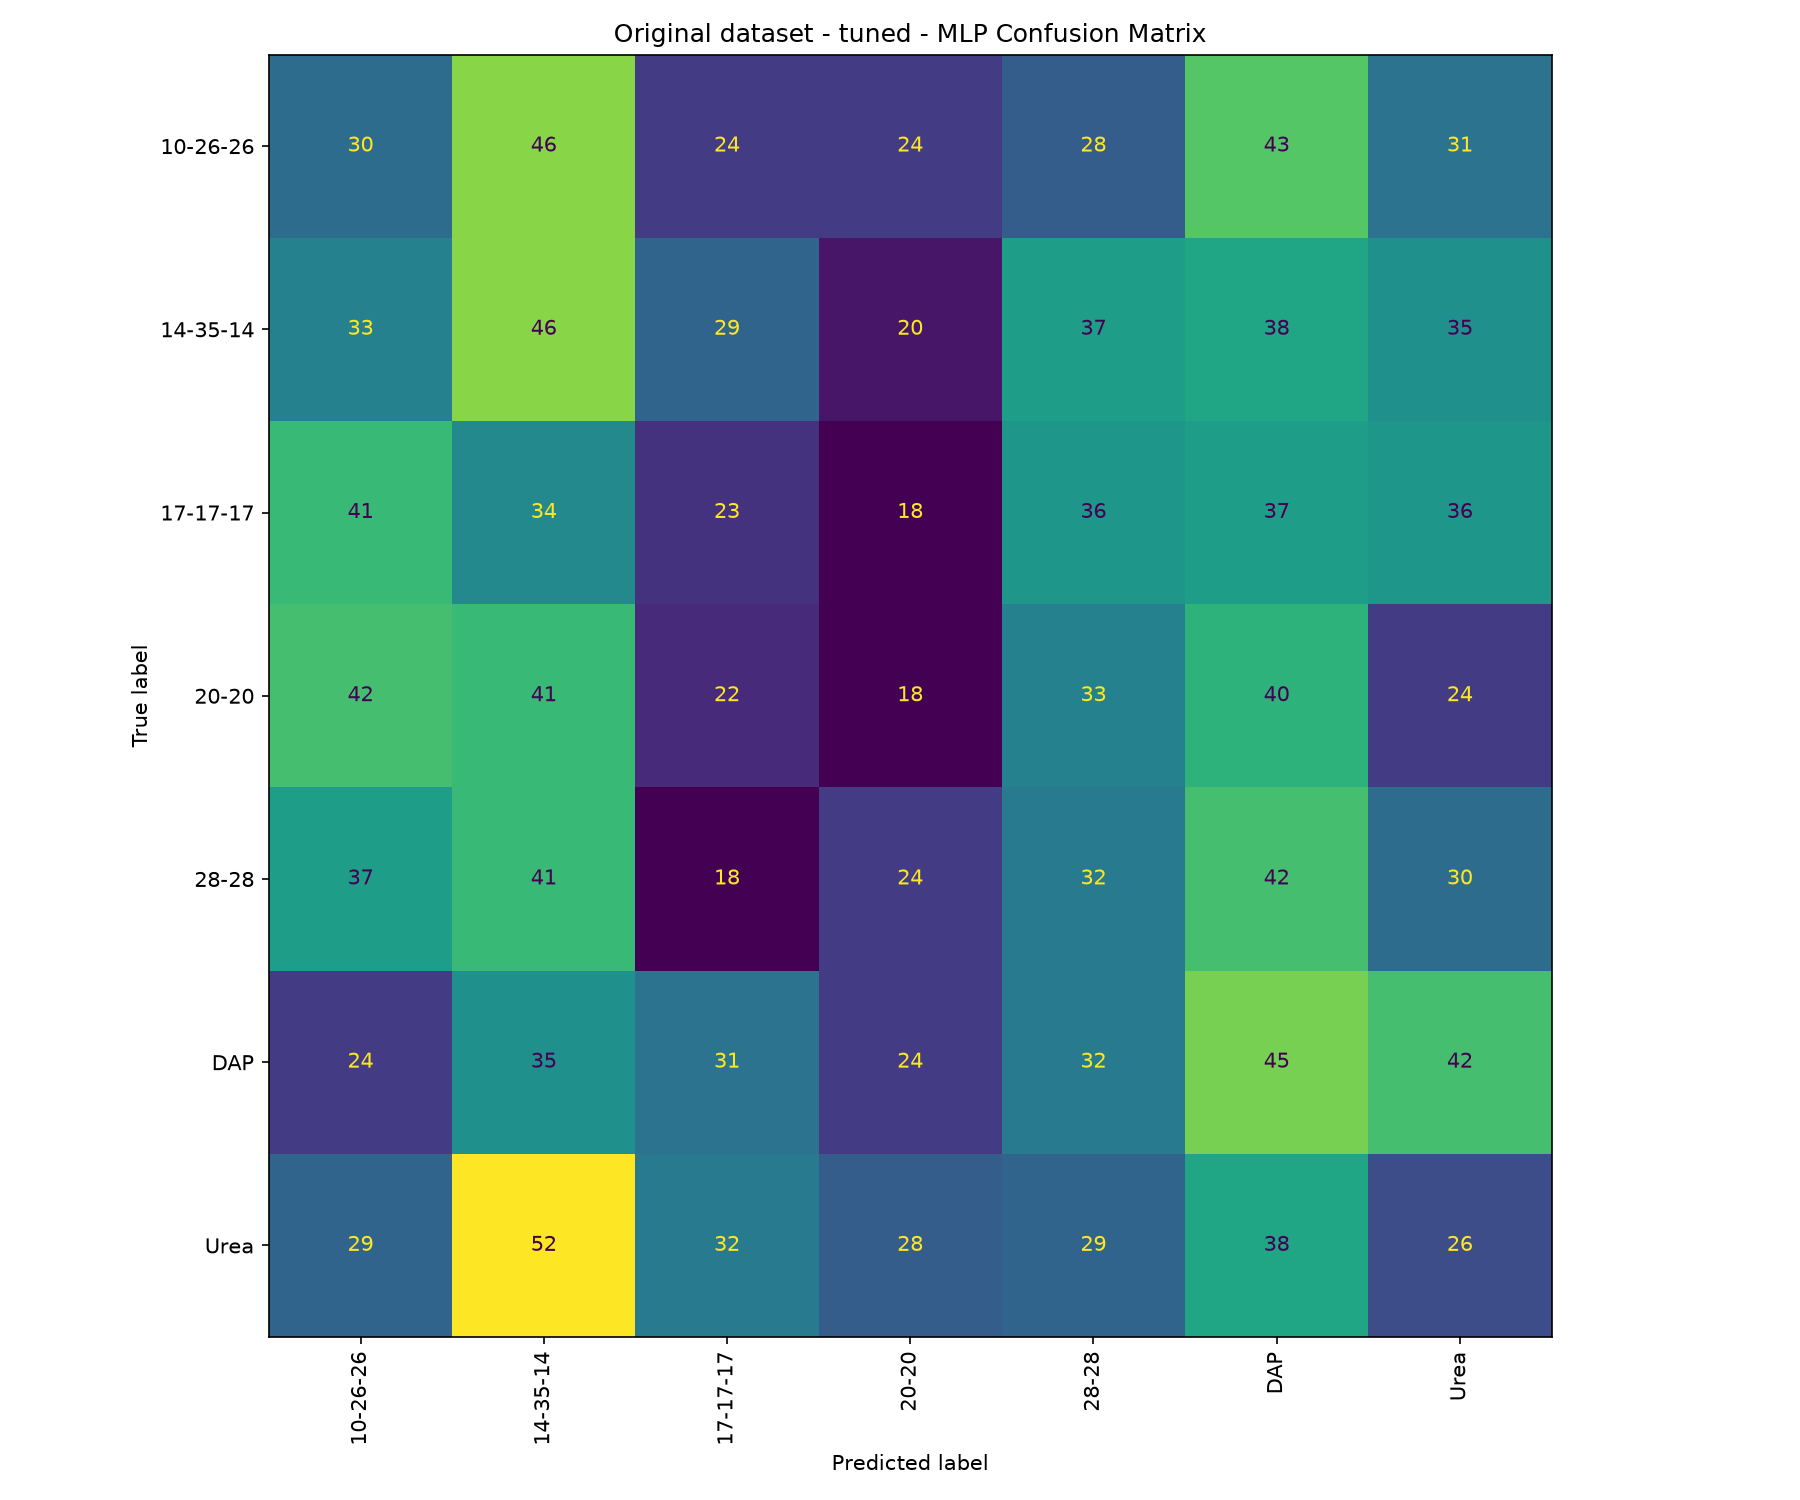 Original dataset - tuned - MLP Confusion Matrix
True label
10-26-26 30 46 24 24 28 43 31
14-35-14 33 46 29 20 37 38 35
17-17-17 41 34 23 18 36 37 36
20-20 42 41 22 18 33 40 24
28-28 37 41 18 24 32 42 30
DAP 24 35 31 24 32 45 42
Urea 29 52 32 28 29 38 26
10-26-26 14-35-14 17-17-17 20-20 28-28 DAP Urea
Predicted label